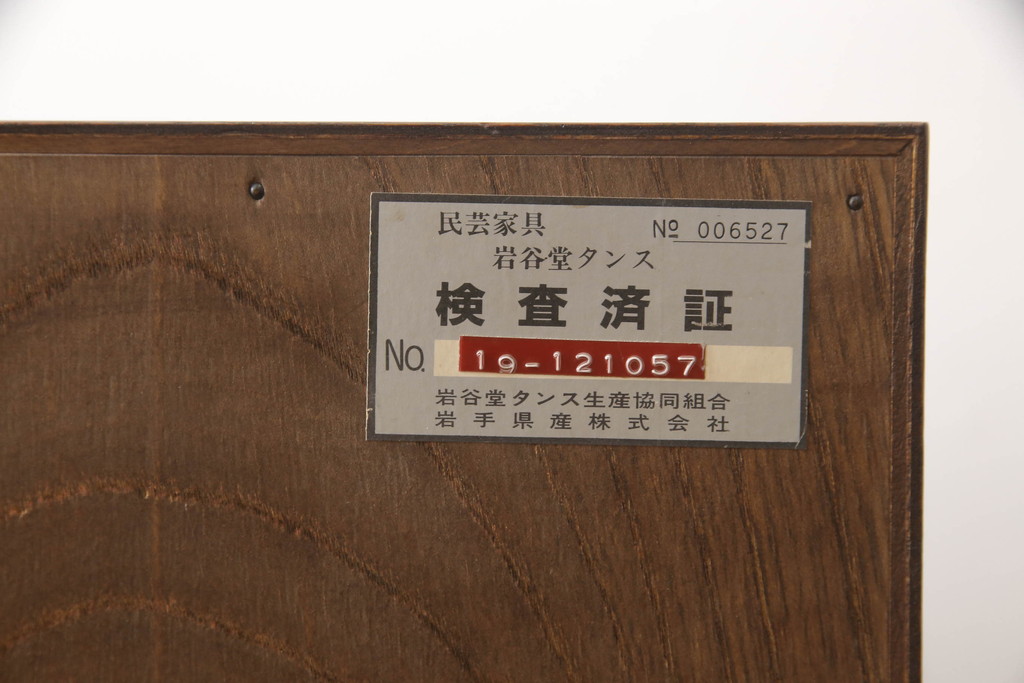 民芸家具 № 006527
岩谷堂タンス
検査済証
No. 19-121057
岩谷堂タンス生産協同組合
岩手県産株式会社